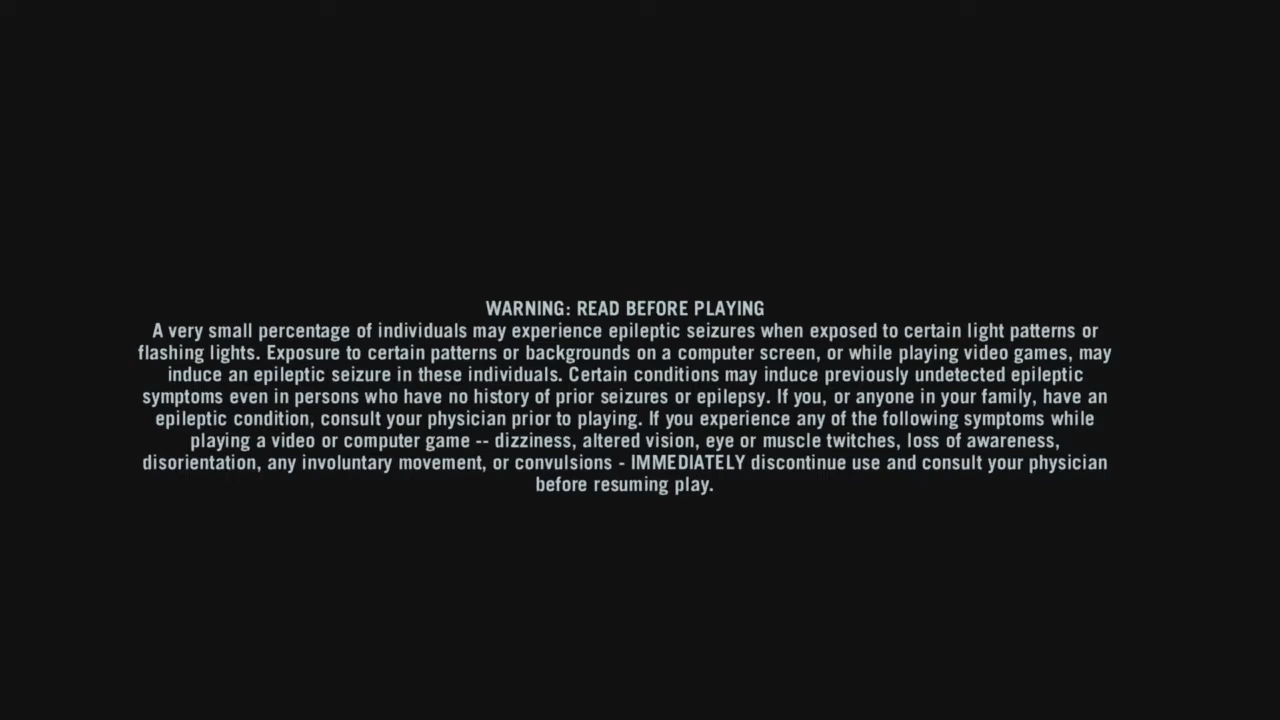 WARNING: READ BEFORE PLAYING
A very small percentage of individuals may experience epileptic seizures when exposed to certain light patterns or
flashing lights. Exposure to certain patterns or backgrounds on a computer screen, or while playing video games, may
induce an epileptic seizure in these individuals. Certain conditions may induce previously undetected epileptic
symptoms even in persons who have no history of prior seizures or epilepsy. If you, or anyone in your family, have an
epileptic condition, consult your physician prior to playing. If you experience any of the following symptoms while
playing a video or computer game -- dizziness, altered vision, eye or muscle twitches, loss of awareness,
disorientation, any involuntary movement, or convulsions - IMMEDIATELY discontinue use and consult your physician
before resuming play.